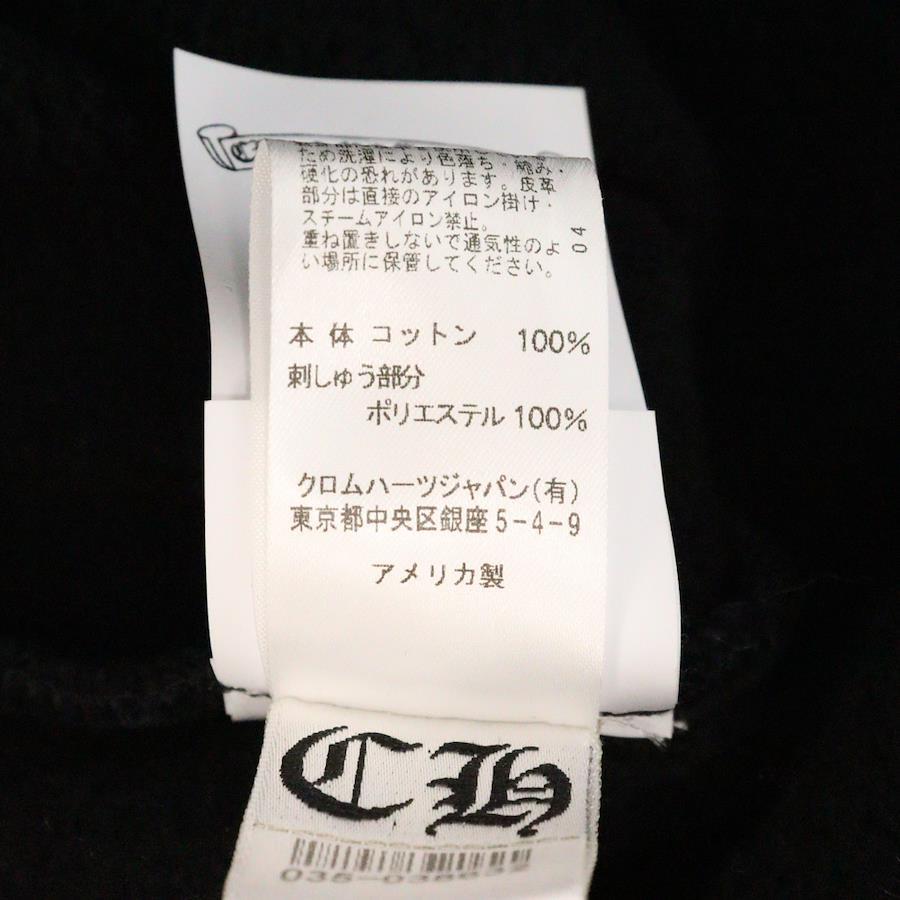 ため洗濯により色落ち・縮み・
硬化の恐れがあります。皮革
部分は直接のアイロン掛け・
スチームアイロン禁止。
重ね置きしないで通気性のよ
い場所に保管してください。
04
本体 コットン 100%
刺しゅう部分
ポリエステル 100%
クロムハーツジャパン(有)
東京都中央区銀座5-4-9
アメリカ製
CH